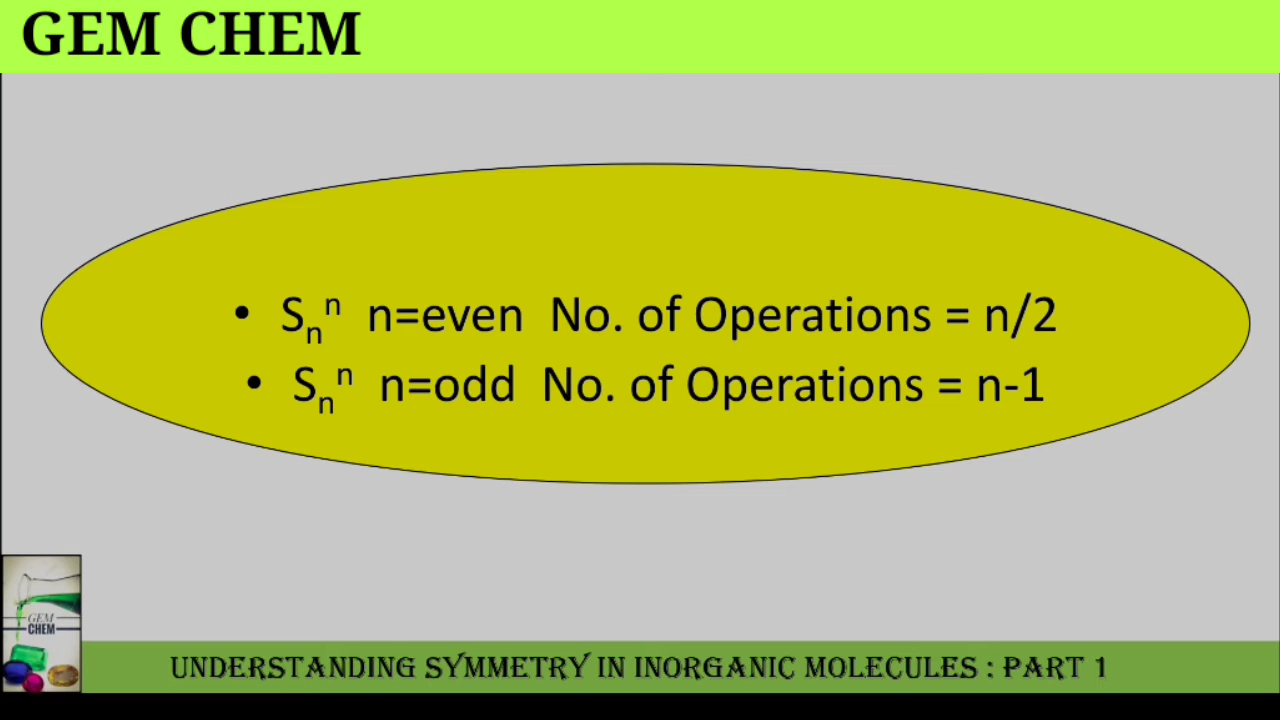 GEM CHEM
• Sₙⁿ n=even No. of Operations = n/2
• Sₙⁿ n=odd No. of Operations = n-1
GEM
CHEM
UNDERSTANDING SYMMETRY IN INORGANIC MOLECULES : PART 1